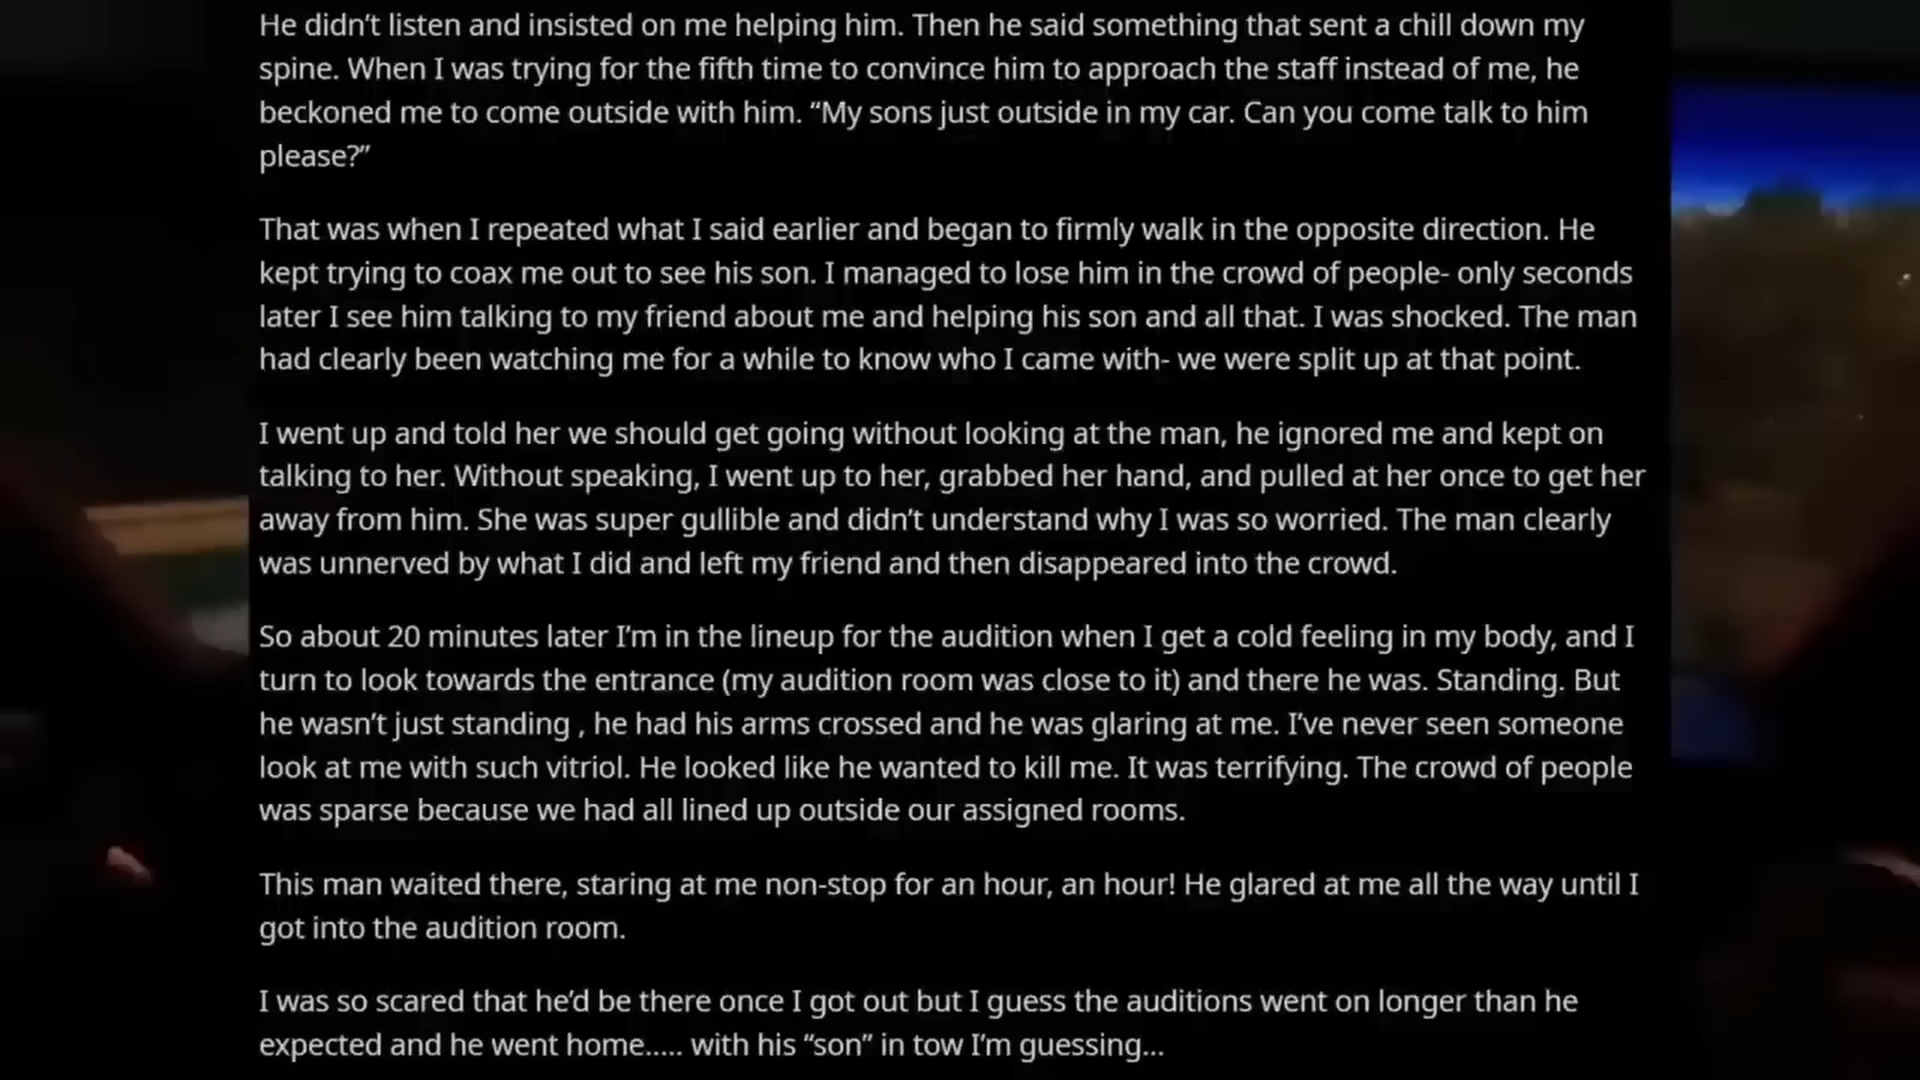 He didn’t listen and insisted on me helping him. Then he said something that sent a chill down my
spine. When I was trying for the fifth time to convince him to approach the staff instead of me, he
beckoned me to come outside with him. “My sons just outside in my car. Can you come talk to him
please?”
That was when I repeated what I said earlier and began to firmly walk in the opposite direction. He
kept trying to coax me out to see his son. I managed to lose him in the crowd of people- only seconds
later I see him talking to my friend about me and helping his son and all that. I was shocked. The man
had clearly been watching me for a while to know who I came with- we were split up at that point.
I went up and told her we should get going without looking at the man, he ignored me and kept on
talking to her. Without speaking, I went up to her, grabbed her hand, and pulled at her once to get her
away from him. She was super gullible and didn’t understand why I was so worried. The man clearly
was unnerved by what I did and left my friend and then disappeared into the crowd.
So about 20 minutes later I’m in the lineup for the audition when I get a cold feeling in my body, and I
turn to look towards the entrance (my audition room was close to it) and there he was. Standing. But
he wasn’t just standing , he had his arms crossed and he was glaring at me. I’ve never seen someone
look at me with such vitriol. He looked like he wanted to kill me. It was terrifying. The crowd of people
was sparse because we had all lined up outside our assigned rooms.
This man waited there, staring at me non-stop for an hour, an hour! He glared at me all the way until I
got into the audition room.
I was so scared that he’d be there once I got out but I guess the auditions went on longer than he
expected and he went home..... with his “son” in tow I’m guessing...